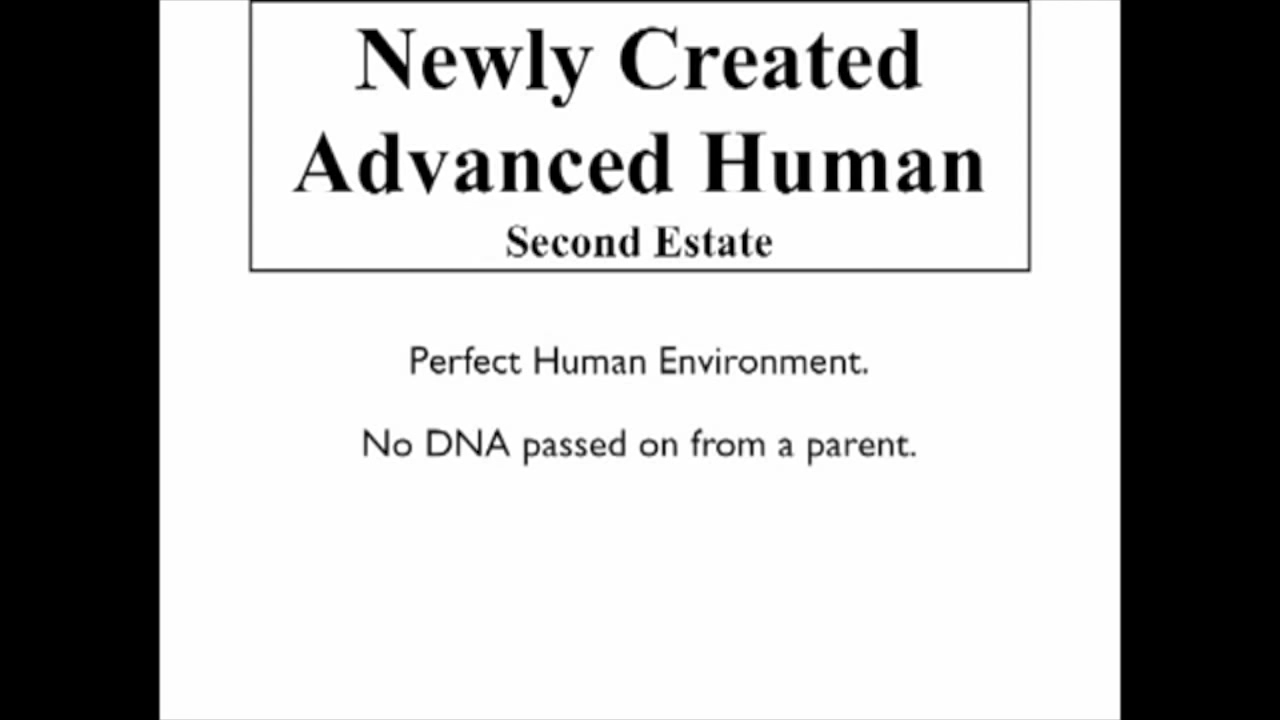 Newly Created
Advanced Human
Second Estate
Perfect Human Environment.
No DNA passed on from a parent.